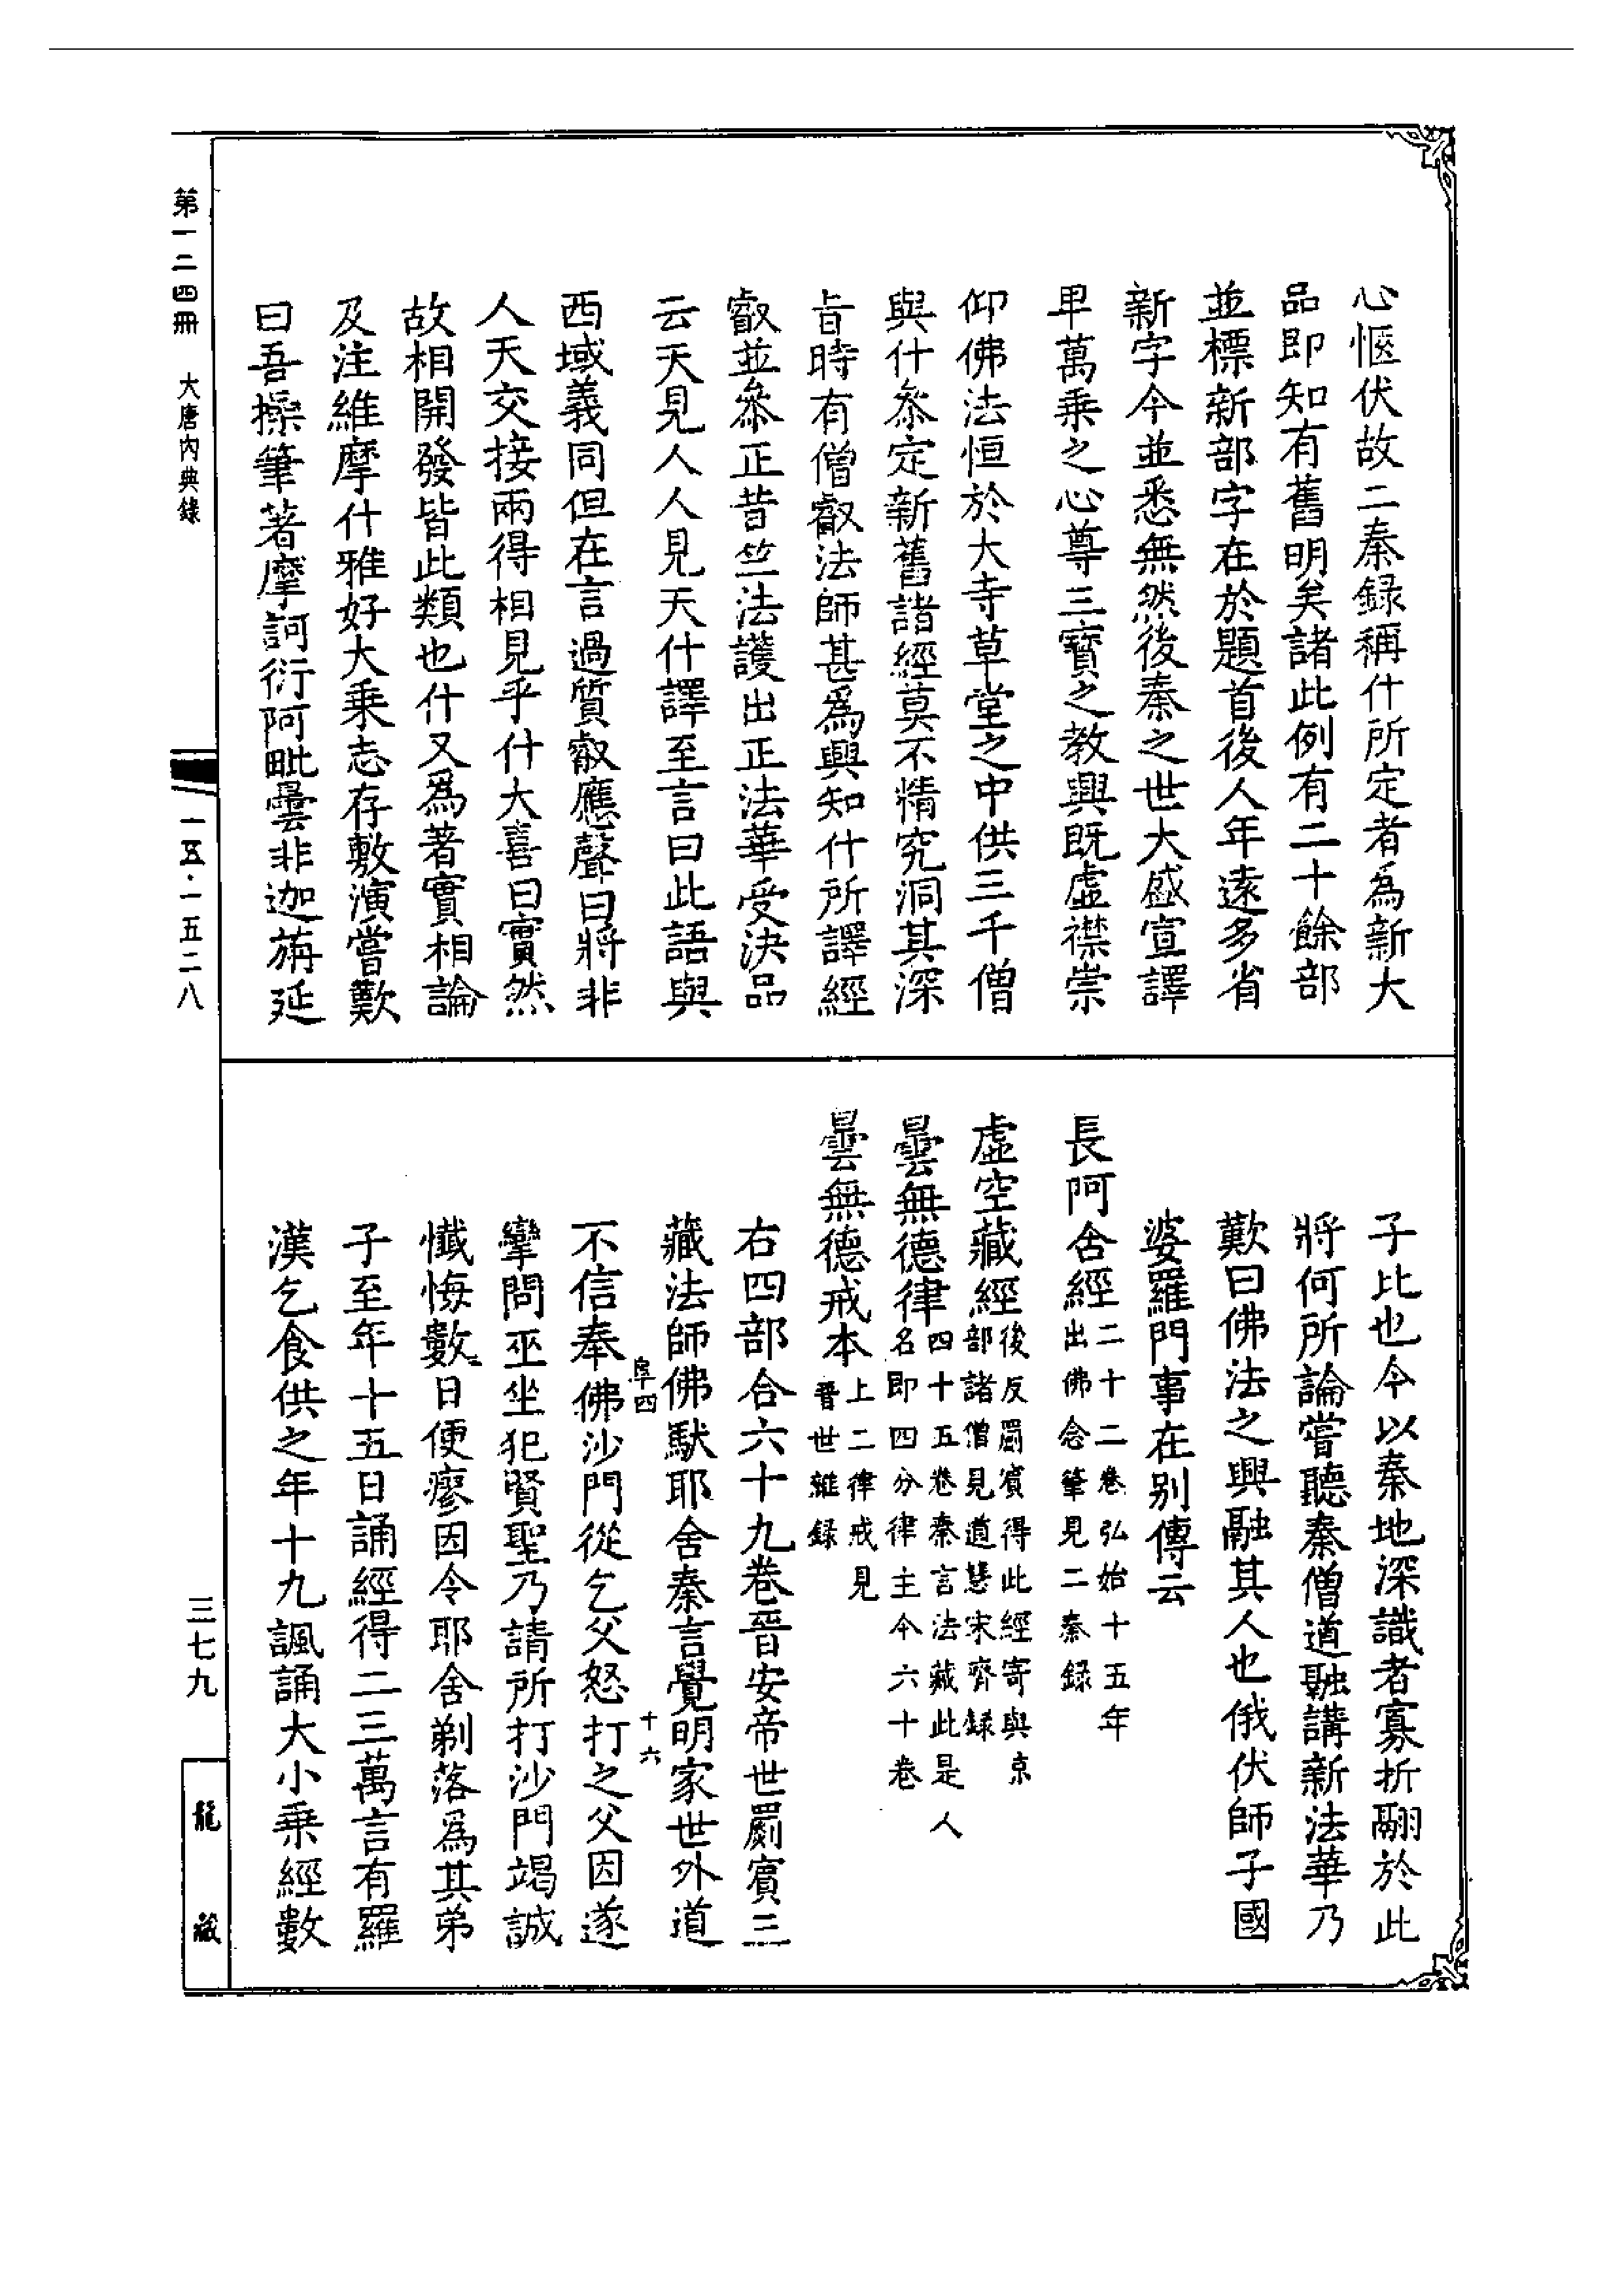 心愜伏故二秦録稱什所定者為新大
品即知有舊明矣諸此例有二十餘部
並標新部字在於題首後人年遠多省
新字今並悉無然後秦之世大盛宣譯
早萬乗之心尊三寳之教興既虚襟崇
仰佛法恒於大寺草堂之中供三千僧
與什叅定新舊諸經莫不精究洞其深
旨時有僧叡法師甚為興知什所譯經
叡並叅正昔竺法護出正法華受決品
云天見人人見天什譯至言曰此語與
西域義同但在言過質叡應聲曰將非
人天交接兩得相見乎什大喜曰實然
故相開發皆此類也什又為著實相論
及注維摩什雅好大乗志存敷演嘗歎
曰吾操筆著摩訶衍阿毗曇非迦旃延
子比也今以秦地深識者寡折翮於此
將何所論嘗聽秦僧道融講新法華乃
歎曰佛法之興融其人也俄伏師子國
婆羅門事在别傳云
長阿含經二十二卷弘始十五年
出佛念筆見二秦録
虚空藏經後反罽賓得此經寄與京
部諸僧見道慧宋齊録
曇無德律四十五卷秦言法藏此是人
名即四分律主今六十卷
曇無德戒本上二律戒見
晋世雜録
右四部合六十九卷晋安帝世罽賓三
藏法師佛馱耶舍秦言覺明家世外道
阜四
十六
不信奉佛沙門從乞父怒打之父因遂
攣問巫坐犯賢聖乃請所打沙門竭誠
懺悔數日便瘳因令耶舍剃落為其弟
子至年十五日誦經得二三萬言有羅
漢乞食供之年十九諷誦大小乗經數
第一二四冊 大唐內典錄
一五·一五二八
三七九
龍藏